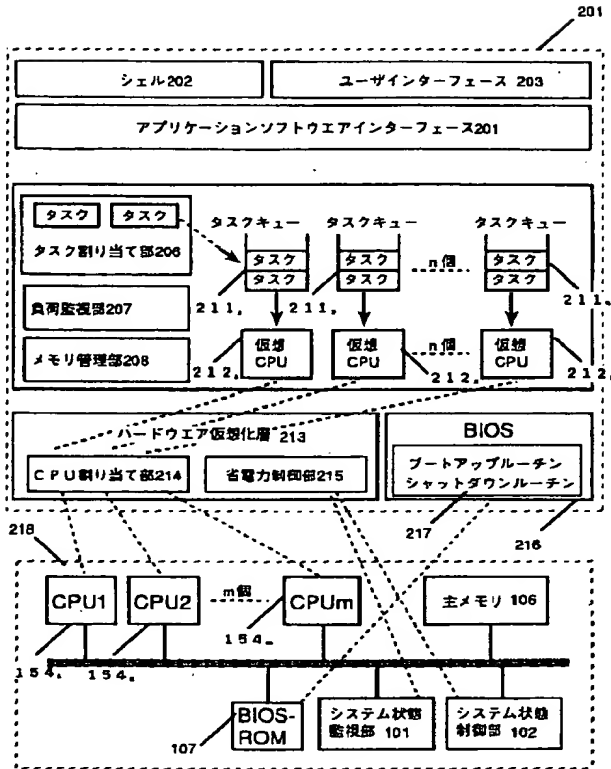 201
シェル202
ユーザインターフェース 203
アプリケーションソフトウエアインターフェース201
タスク
タスク
タスク割り当て部206
タスクキュー
タスクキュー
タスクキュー
タスク
タスク
タスク
タスク
n個
タスク
タスク
負荷監視部207
211。
211。
211。
メモリ管理部208
仮想
CPU
仮想
CPU
n個
仮想
CPU
212。
212。
212。
ハードウエア仮想化層213
BIOS
CPU割り当て部214
省電力制御部215
ブートアップルーチン
シャットダウンルーチン
217
216
218
CPU1
CPU2
m個
CPUm
主メモリ 106
154。
154。
154。
BIOS-
ROM
107
システム状態
監視部 101
システム状態
制御部 102